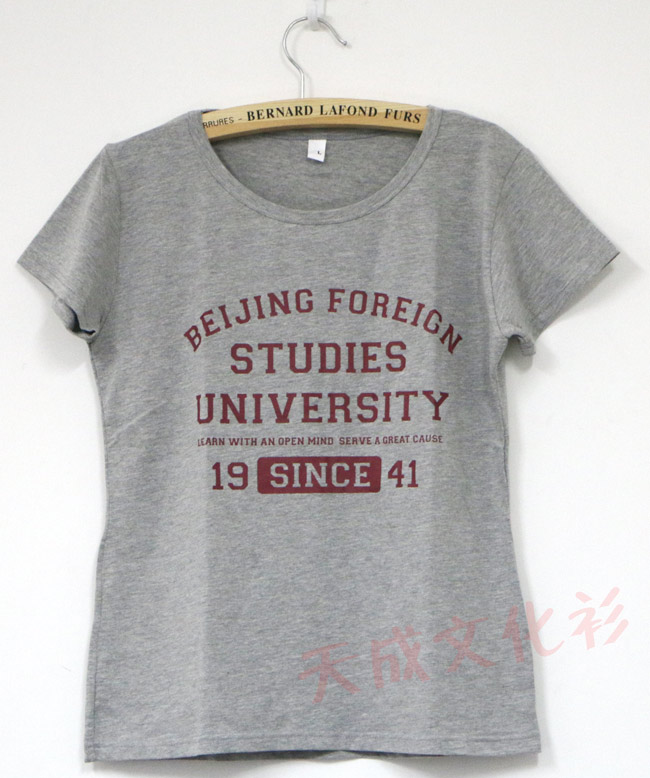 RRURES - BERNARD LAFOND FURS
L
BEIJING FOREIGN
STUDIES
UNIVERSITY
LEARN WITH AN OPEN MIND SERVE A GREAT CAUSE
19 SINCE 41
天成文化衫